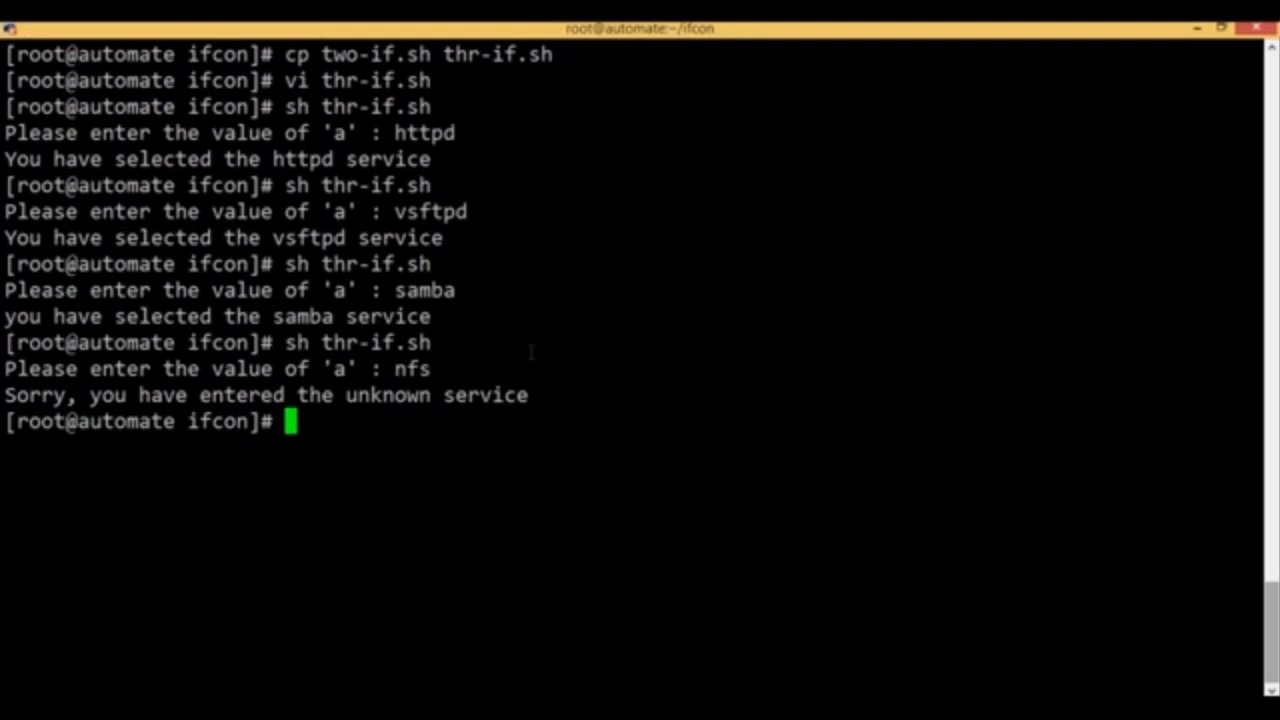 root@automate:~/ifcon
[root@automate ifcon]# cp two-if.sh thr-if.sh
[root@automate ifcon]# vi thr-if.sh
[root@automate ifcon]# sh thr-if.sh
Please enter the value of 'a' : httpd
You have selected the httpd service
[root@automate ifcon]# sh thr-if.sh
Please enter the value of 'a' : vsftpd
You have selected the vsftpd service
[root@automate ifcon]# sh thr-if.sh
Please enter the value of 'a' : samba
you have selected the samba service
[root@automate ifcon]# sh thr-if.sh
Please enter the value of 'a' : nfs
Sorry, you have entered the unknown service
[root@automate ifcon]#